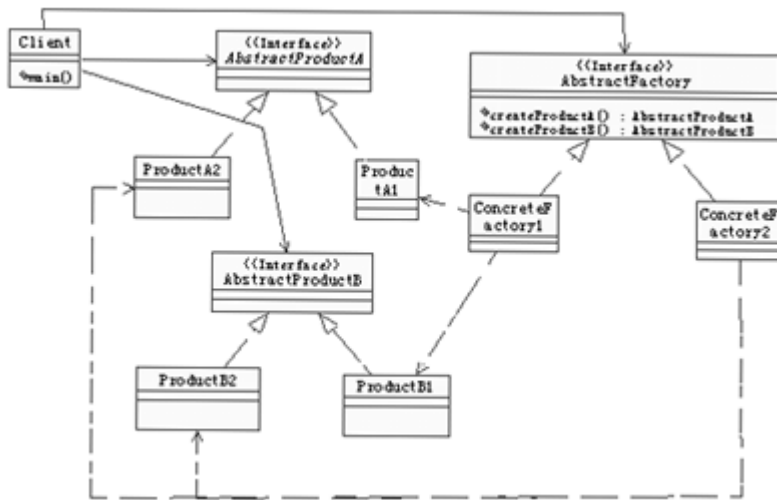 Client
main()
<<Interface>>
AbstractProductA
<<Interface>>
AbstractFactory
createProductA() : AbstractProductA
createProductB() : AbstractProductB
ProductA2
Produc
tA1
ConcreteF
actory1
ConcreteF
actory2
<<Interface>>
AbstractProductB
ProductB2
ProductB1